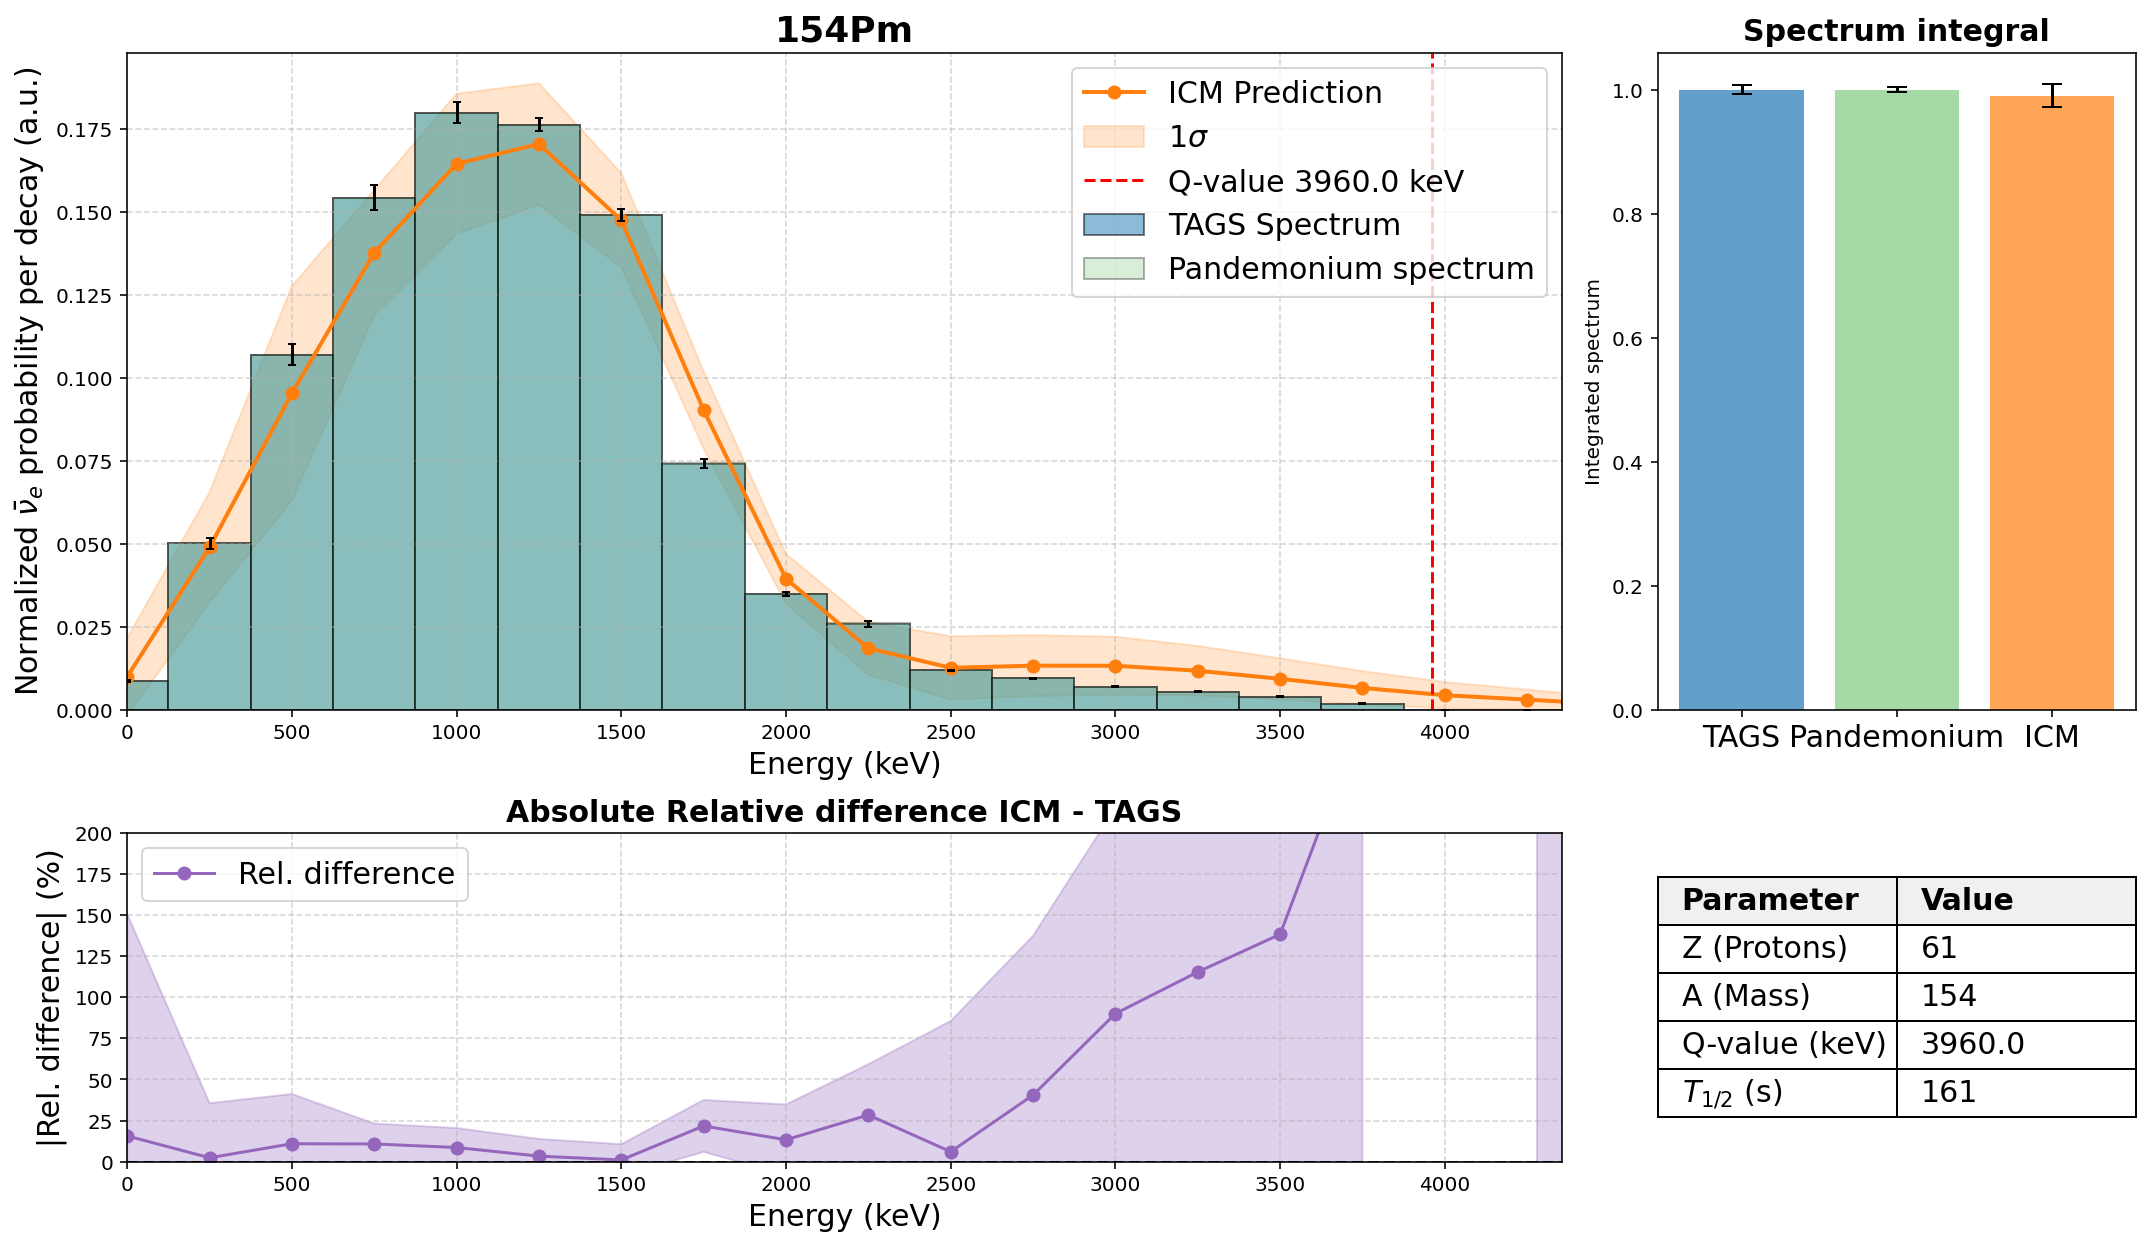 154Pm
Normalized ν̄e probability per decay (a.u.)
0.175
0.150
0.125
0.100
0.075
0.050
0.025
0.000
0 500 1000 1500 2000 2500 3000 3500 4000
Energy (keV)
ICM Prediction
1σ
Q-value 3960.0 keV
TAGS Spectrum
Pandemonium spectrum
Spectrum integral
Integrated spectrum
1.0
0.8
0.6
0.4
0.2
0.0
TAGS Pandemonium ICM
Absolute Relative difference ICM - TAGS
|Rel. difference| (%)
200
175
150
125
100
75
50
25
0
Rel. difference
0 500 1000 1500 2000 2500 3000 3500 4000
Energy (keV)
Parameter Value
Z (Protons) 61
A (Mass) 154
Q-value (keV) 3960.0
T1/2 (s) 161